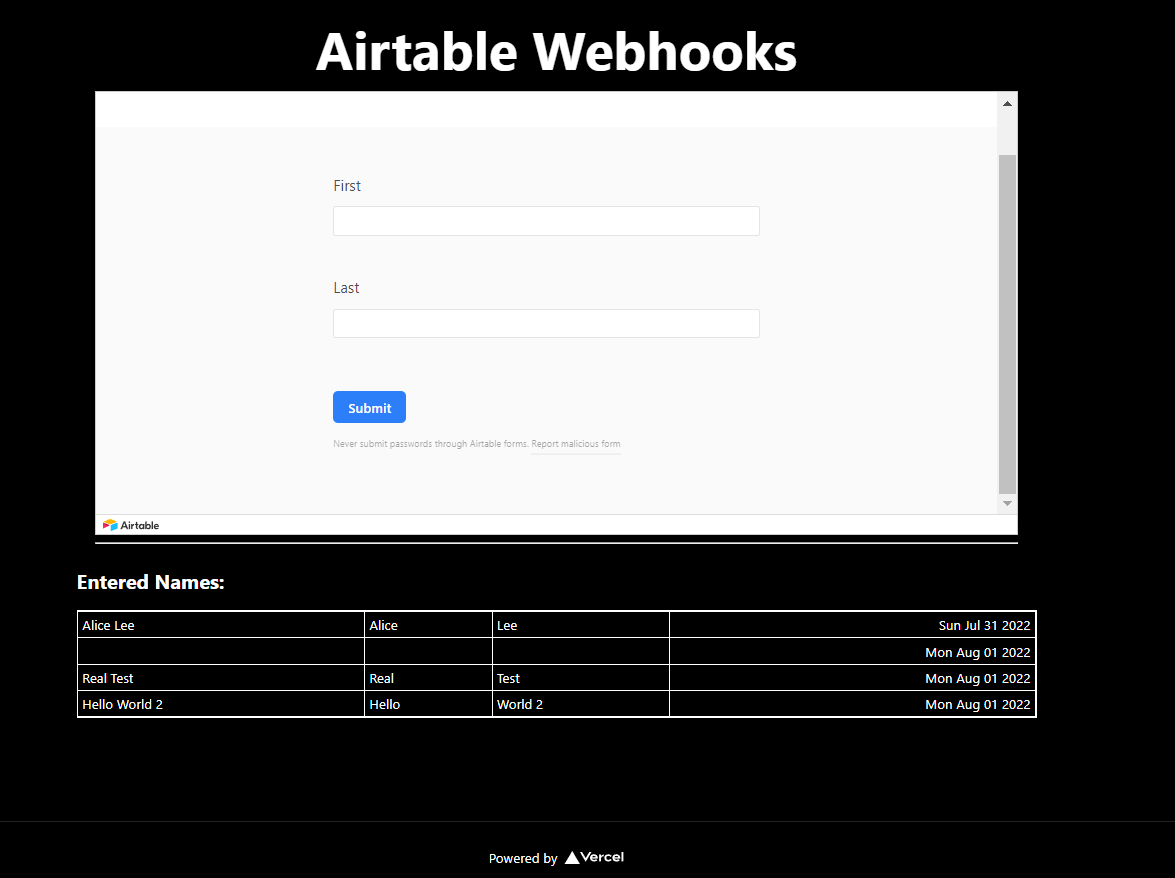 Airtable Webhooks
First
Last
Submit
Never submit passwords through Airtable forms. Report malicious form
Airtable
Entered Names:
Alice Lee Alice Lee Sun Jul 31 2022
Mon Aug 01 2022
Real Test Real Test Mon Aug 01 2022
Hello World 2 Hello World 2 Mon Aug 01 2022
Powered by Vercel